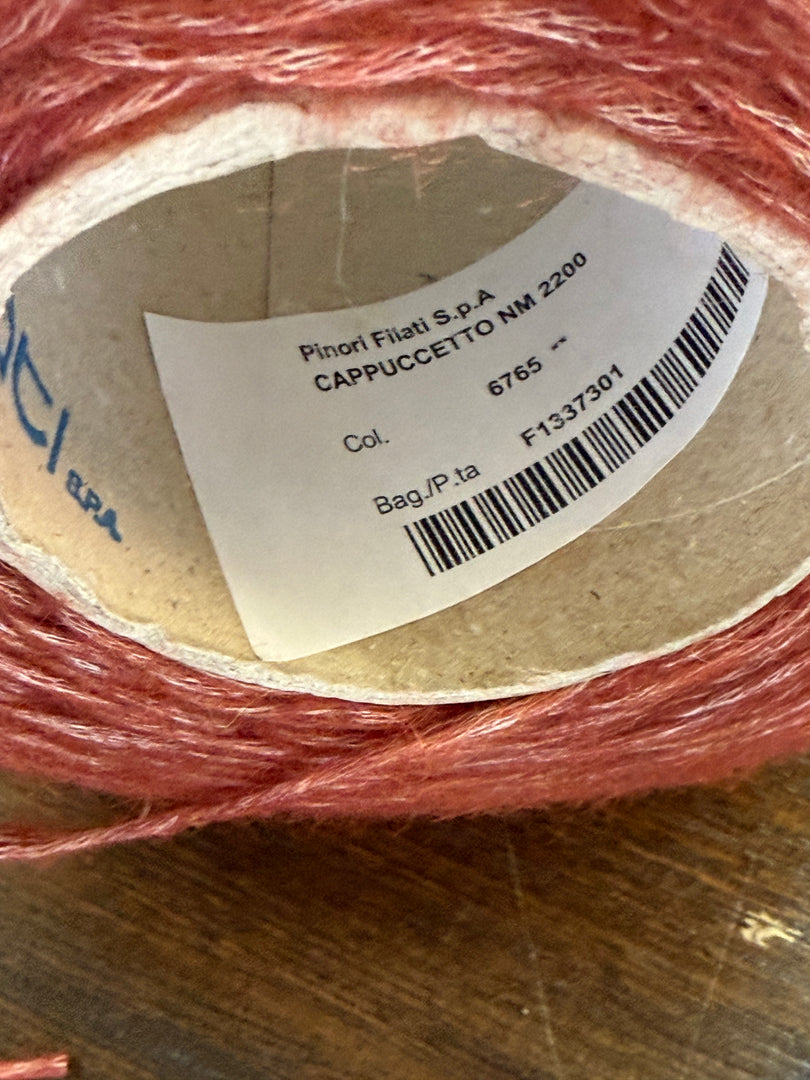 Pinori Filati S.p.A
CAPPUCCETTO NM 2200
Col. 6765 --
Bag./P.ta F1337301
S.P.A.